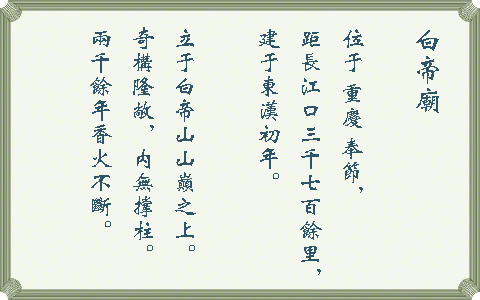 白帝廟
位于重慶奉節，
距長江口三千七百餘里，
建于東漢初年。
立于白帝山山巔之上。
奇構隆敞，內無撐柱。
兩千餘年香火不斷。